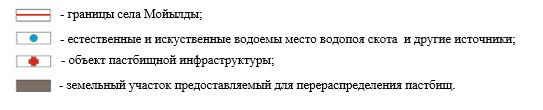 - границы села Мойылды;
- естественные и искуственные водоемы место водопоя скота и другие источники;
- объект пастбищной инфраструктуры;
- земельный участок предоставляемый для перераспределения пастбищ.